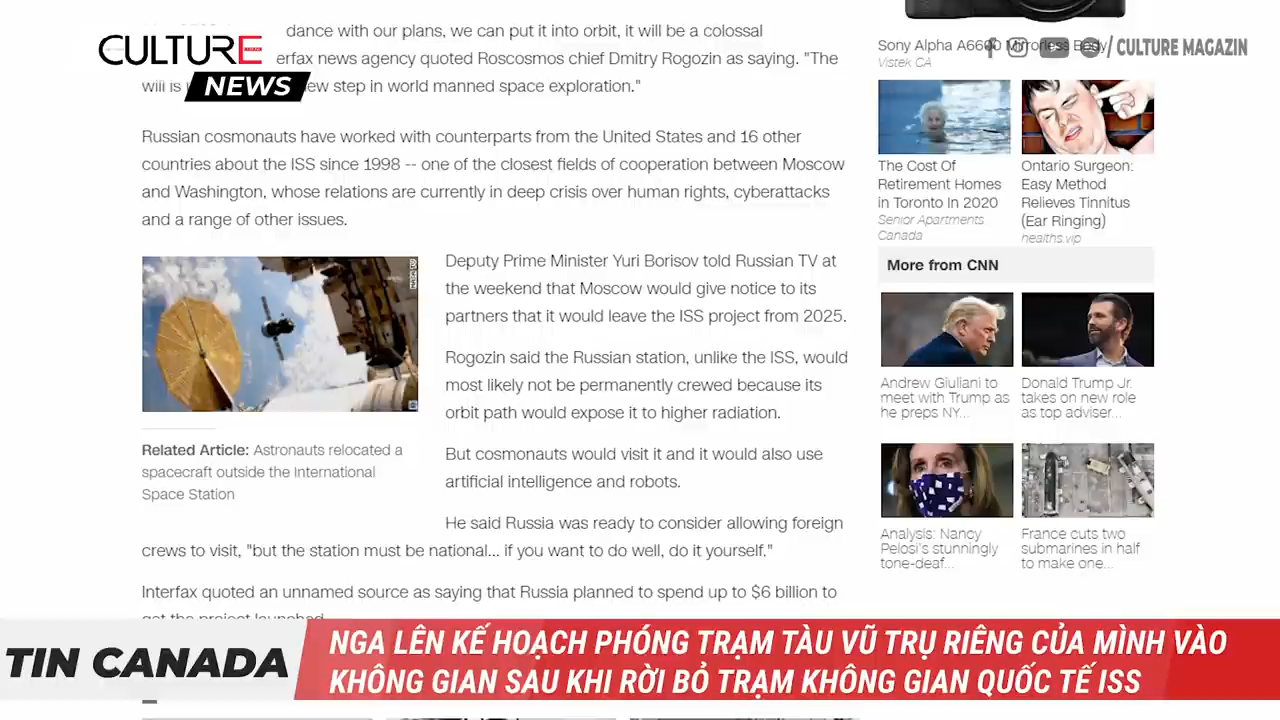 CULTURE
NEWS
dance with our plans, we can put it into orbit, it will be a colossal
erfax news agency quoted Roscosmos chief Dmitry Rogozin as saying. "The
will is
ew step in world manned space exploration."
Russian cosmonauts have worked with counterparts from the United States and 16 other
countries about the ISS since 1998 -- one of the closest fields of cooperation between Moscow
and Washington, whose relations are currently in deep crisis over human rights, cyberattacks
and a range of other issues.
Deputy Prime Minister Yuri Borisov told Russian TV at
the weekend that Moscow would give notice to its
partners that it would leave the ISS project from 2025.
Rogozin said the Russian station, unlike the ISS, would
most likely not be permanently crewed because its
orbit path would expose it to higher radiation.
Related Article: Astronauts relocated a
spacecraft outside the International
Space Station
But cosmonauts would visit it and it would also use
artificial intelligence and robots.
He said Russia was ready to consider allowing foreign
crews to visit, "but the station must be national... if you want to do well, do it yourself."
Interfax quoted an unnamed source as saying that Russia planned to spend up to $6 billion to
get the project launched.
Sony Alpha A6600 Mirrorless Body
Vistek CA
/ CULTURE MAGAZIN
The Cost Of
Retirement Homes
in Toronto In 2020
Senior Apartments
Canada
Ontario Surgeon:
Easy Method
Relieves Tinnitus
(Ear Ringing)
healths.vip
More from CNN
Andrew Giuliani to
meet with Trump as
he preps NY...
Donald Trump Jr.
takes on new role
as top adviser...
Analysis: Nancy
Pelosi's stunningly
tone-deaf...
France cuts two
submarines in half
to make one...
TIN CANADA
NGA LÊN KẾ HOẠCH PHÓNG TRẠM TÀU VŨ TRỤ RIÊNG CỦA MÌNH VÀO
KHÔNG GIAN SAU KHI RỜI BỎ TRẠM KHÔNG GIAN QUỐC TẾ ISS